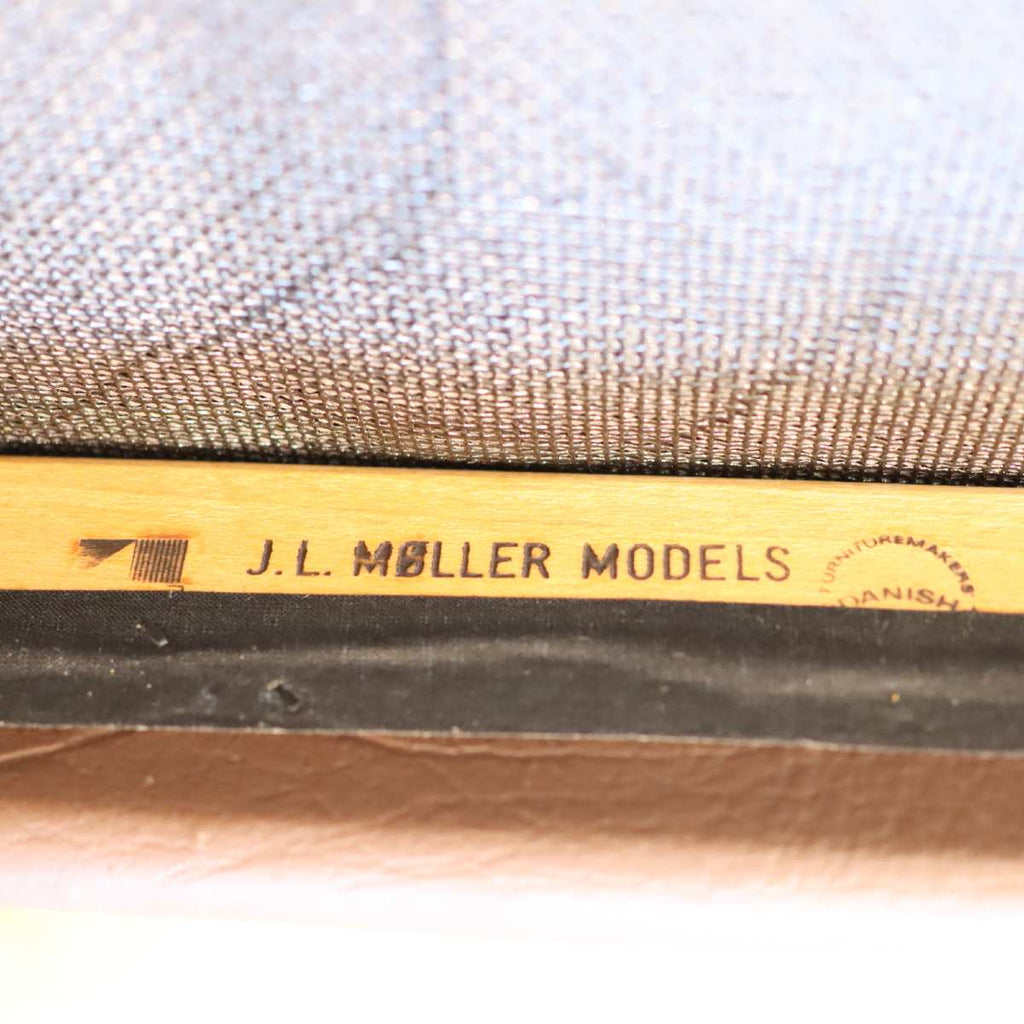 J.L. MØLLER MODELS
FURNITUREMAKERS
DANISH